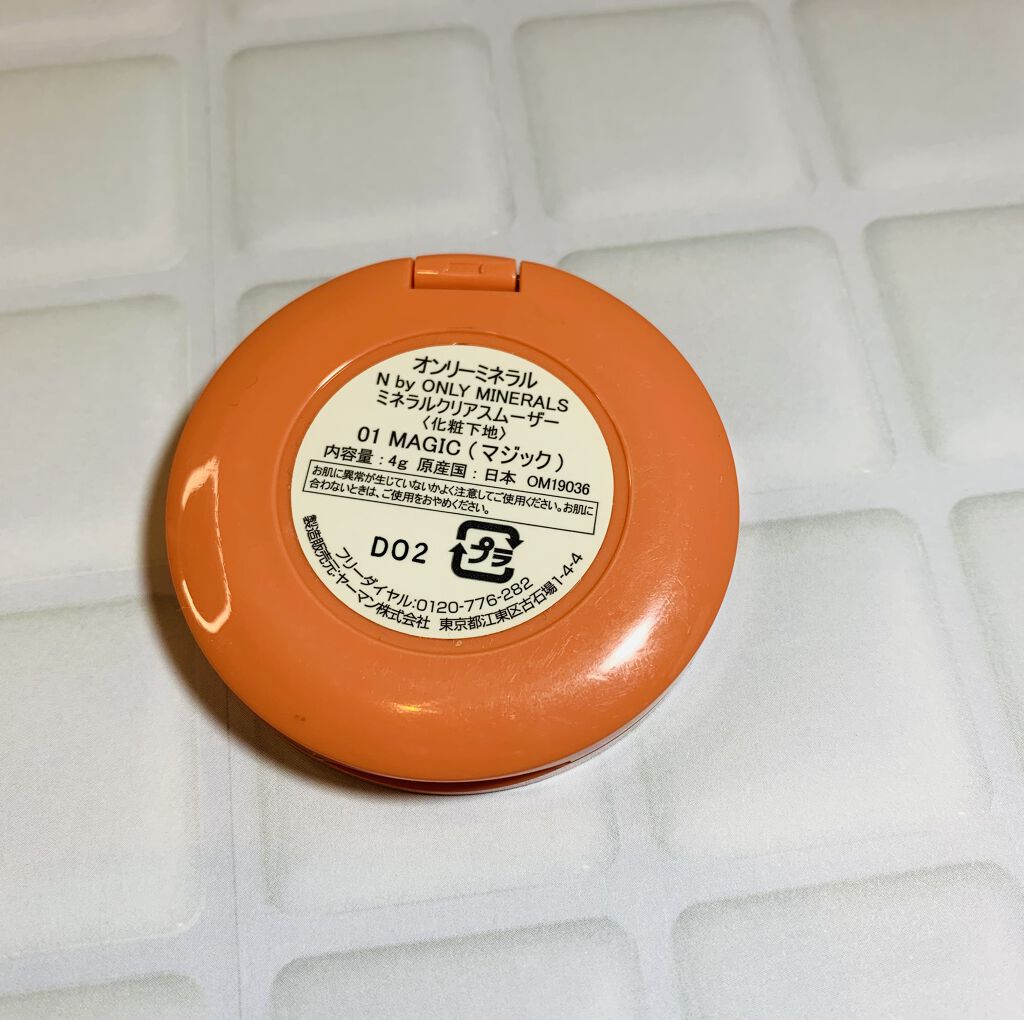 オンリーミネラル
N by ONLY MINERALS
ミネラルクリアスムーザー
〈化粧下地〉
01 MAGIC（マジック）
内容量：4g 原産国：日本 OM19036
お肌に異常が生じていないかよく注意してご使用ください。お肌に
合わないときは、ご使用をおやめください。
D02
プラ
フリーダイヤル:0120-776-282
製造販売元:ヤーマン株式会社 東京都江東区古石場1-4-4